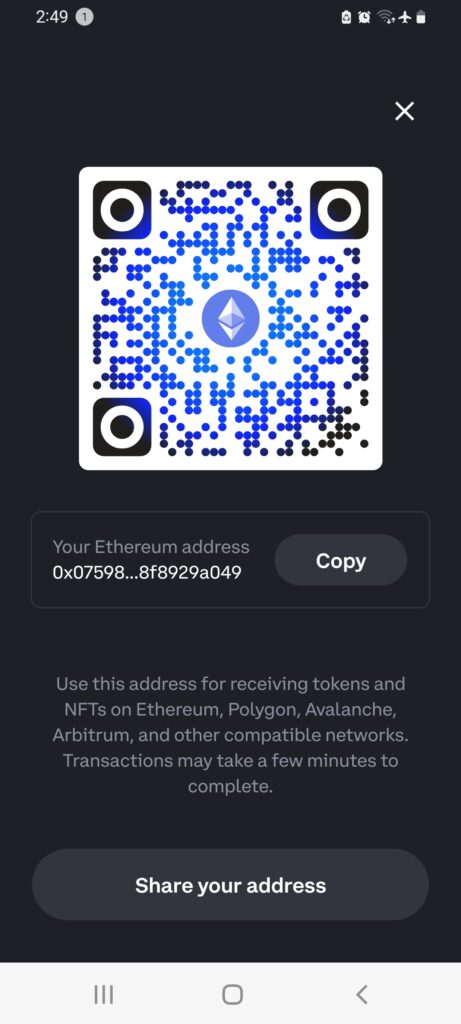 2:49 1
Your Ethereum address
0x07598...8f8929a049
Copy
Use this address for receiving tokens and
NFTs on Ethereum, Polygon, Avalanche,
Arbitrum, and other compatible networks.
Transactions may take a few minutes to
complete.
Share your address